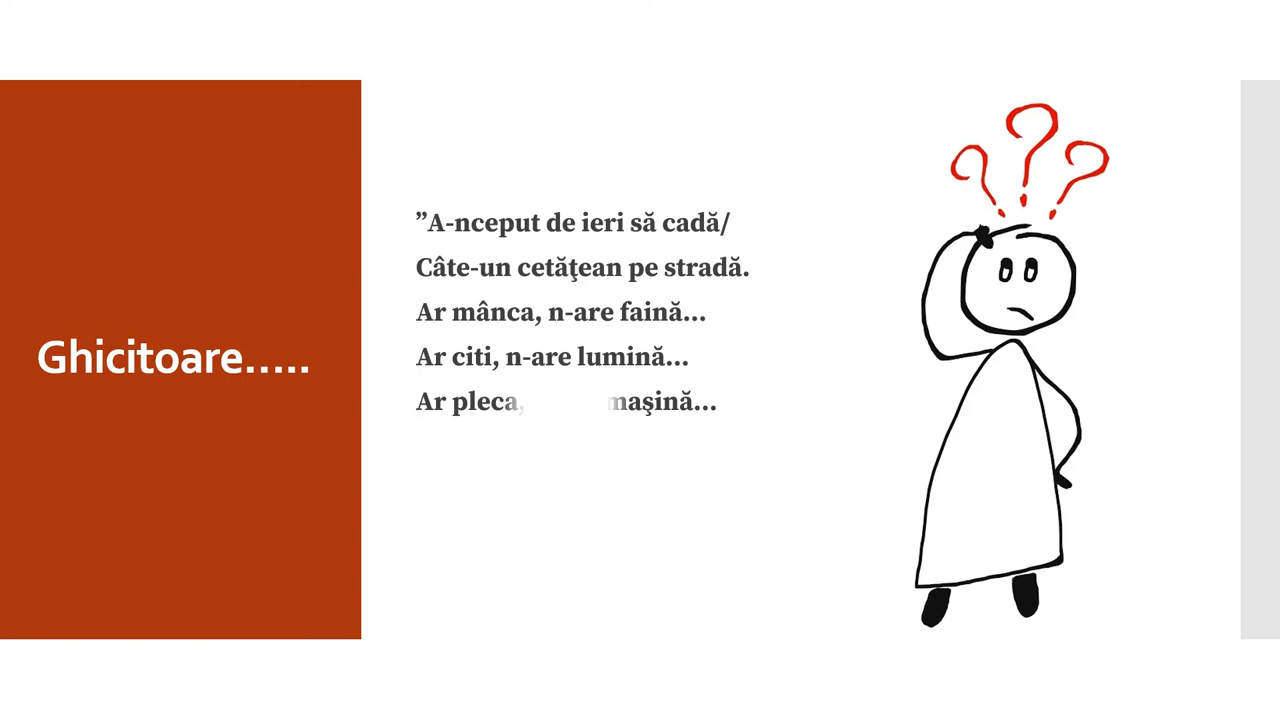 Ghicitoare.....
”A-nceput de ieri să cadă/
Câte-un cetăţean pe stradă.
Ar mânca, n-are faină...
Ar citi, n-are lumină...
Ar pleca, maşină...